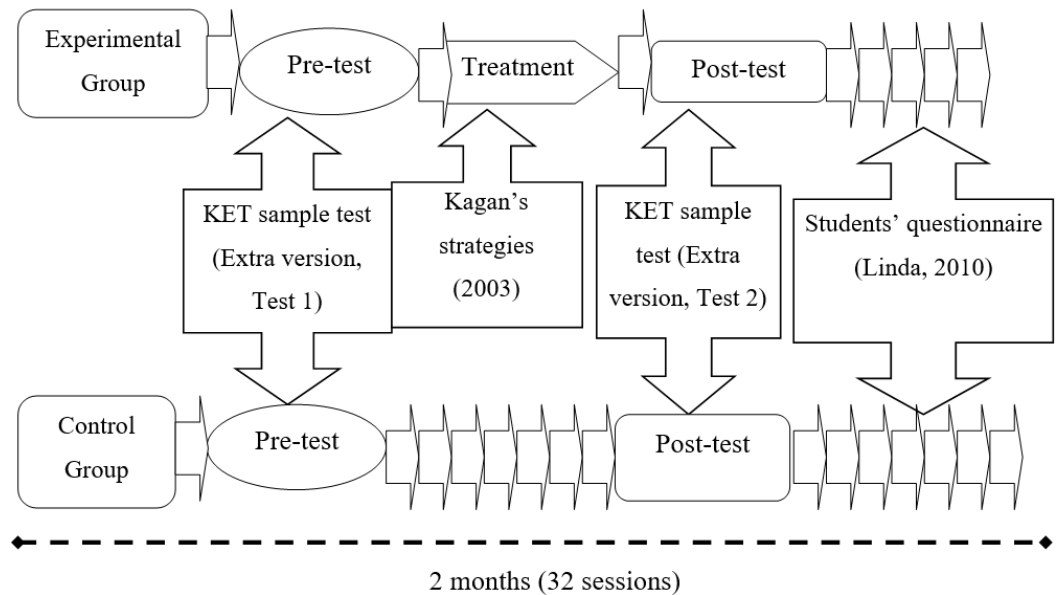 Experimental
Group
Pre-test
Treatment
Post-test
KET sample test
(Extra version,
Test 1)
Kagan’s
strategies
(2003)
KET sample
test (Extra
version, Test 2)
Students’ questionnaire
(Linda, 2010)
Control
Group
Pre-test
Post-test
2 months (32 sessions)